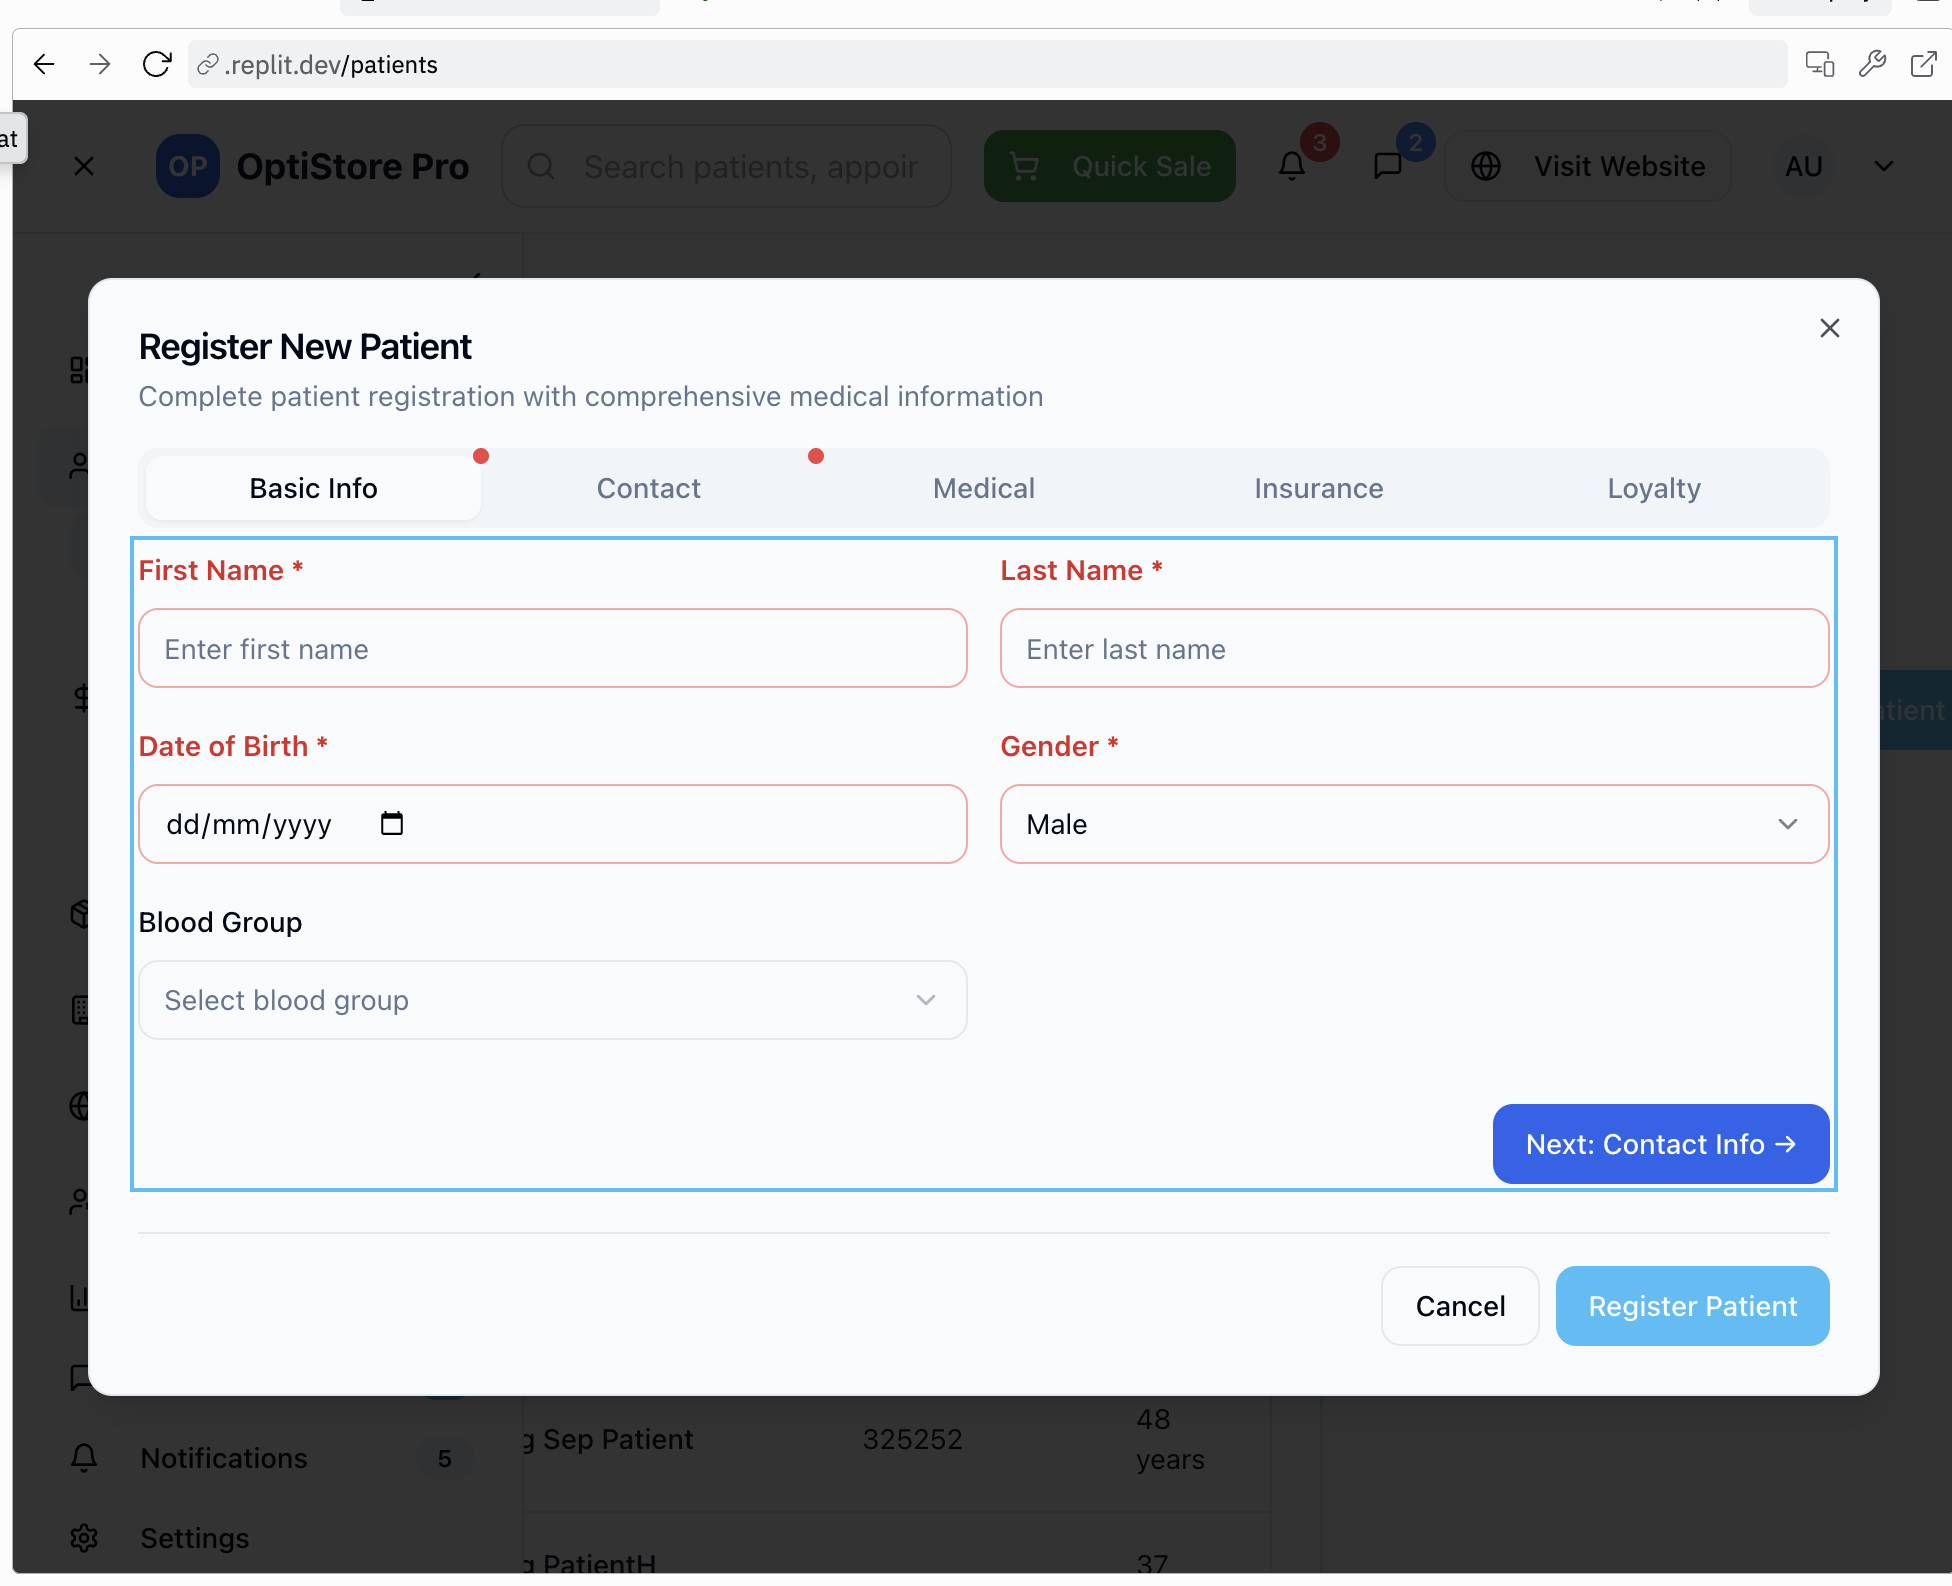 .replit.dev/patients
at
OP
OptiStore Pro
Search patients, appoin
Quick Sale
3
2
Visit Website
AU
Register New Patient
Complete patient registration with comprehensive medical information
Basic Info
Contact
Medical
Insurance
Loyalty
First Name *
Last Name *
Enter first name
Enter last name
Date of Birth *
Gender *
dd/mm/yyyy
Male
atient
Blood Group
Select blood group
Next: Contact Info →
Cancel
Register Patient
g Sep Patient
325252
48
years
Notifications
5
Settings
g PatientH
37